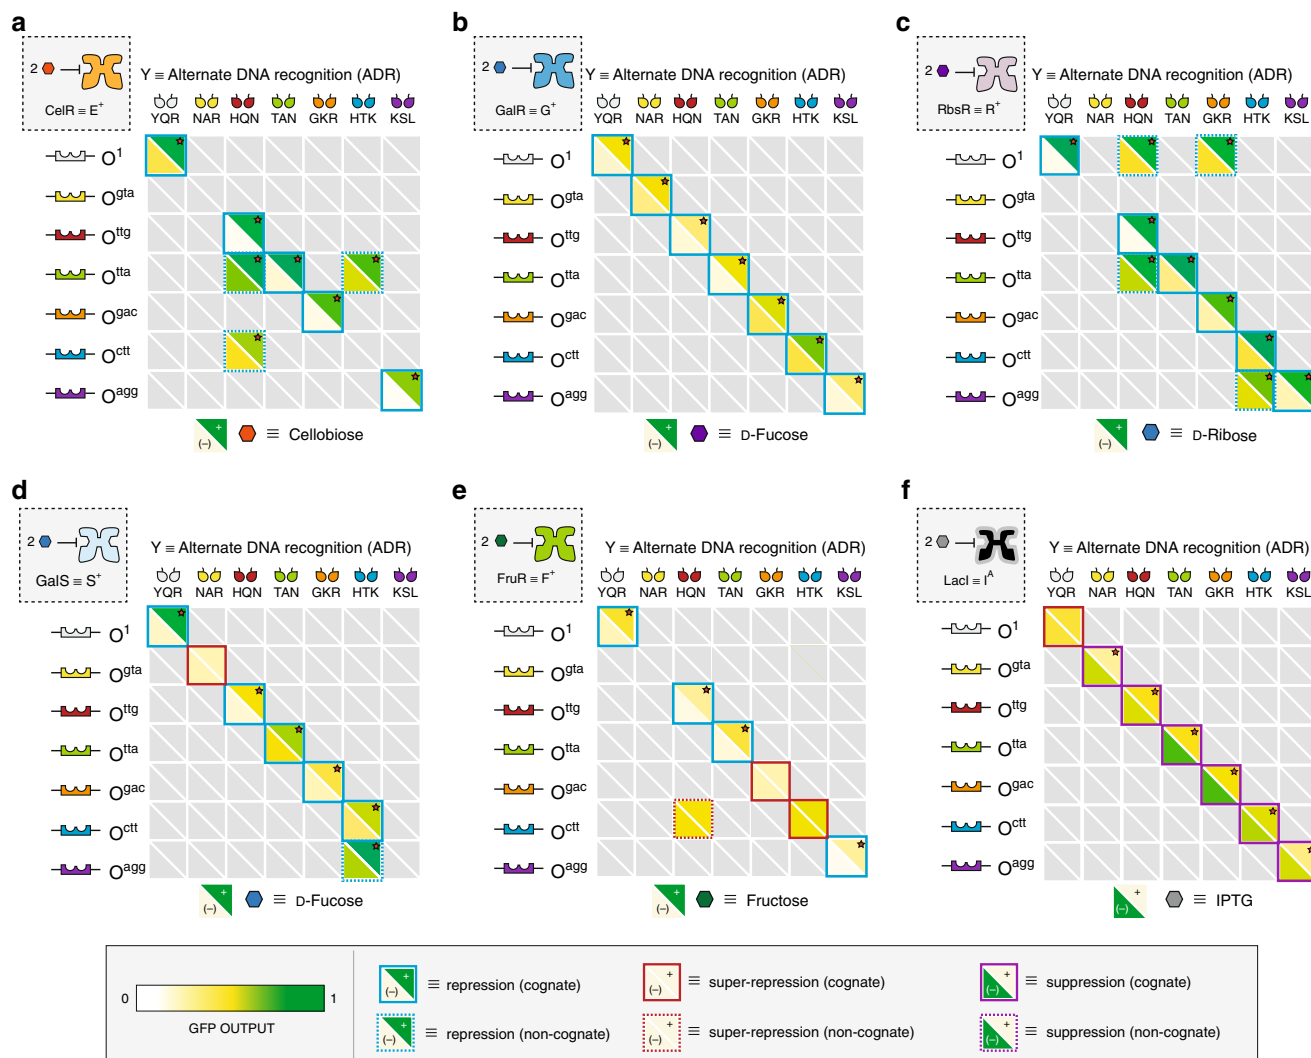 a
2
CelR ≡ E+
Y ≡ Alternate DNA recognition (ADR)
YQR NAR HQN TAN GKR HTK KSL
O1
Ogta
Ottg
Otta
Ogac
Octt
Oagg
+
(–)
≡ Cellobiose
b
2
GalR ≡ G+
Y ≡ Alternate DNA recognition (ADR)
YQR NAR HQN TAN GKR HTK KSL
O1
Ogta
Ottg
Otta
Ogac
Octt
Oagg
+
(–)
≡ D-Fucose
c
2
RbsR ≡ R+
Y ≡ Alternate DNA recognition (ADR)
YQR NAR HQN TAN GKR HTK KSL
O1
Ogta
Ottg
Otta
Ogac
Octt
Oagg
+
(–)
≡ D-Ribose
d
2
GalS ≡ S+
Y ≡ Alternate DNA recognition (ADR)
YQR NAR HQN TAN GKR HTK KSL
O1
Ogta
Ottg
Otta
Ogac
Octt
Oagg
+
(–)
≡ D-Fucose
e
2
FruR ≡ F+
Y ≡ Alternate DNA recognition (ADR)
YQR NAR HQN TAN GKR HTK KSL
O1
Ogta
Ottg
Otta
Ogac
Octt
Oagg
+
(–)
≡ Fructose
f
2
LacI ≡ IA
Y ≡ Alternate DNA recognition (ADR)
YQR NAR HQN TAN GKR HTK KSL
O1
Ogta
Ottg
Otta
Ogac
Octt
Oagg
+
(–)
≡ IPTG
0 1
GFP OUTPUT
+
(–)
≡ repression (cognate)
+
(–)
≡ super-repression (cognate)
+
(–)
≡ suppression (cognate)
+
(–)
≡ repression (non-cognate)
+
(–)
≡ super-repression (non-cognate)
+
(–)
≡ suppression (non-cognate)